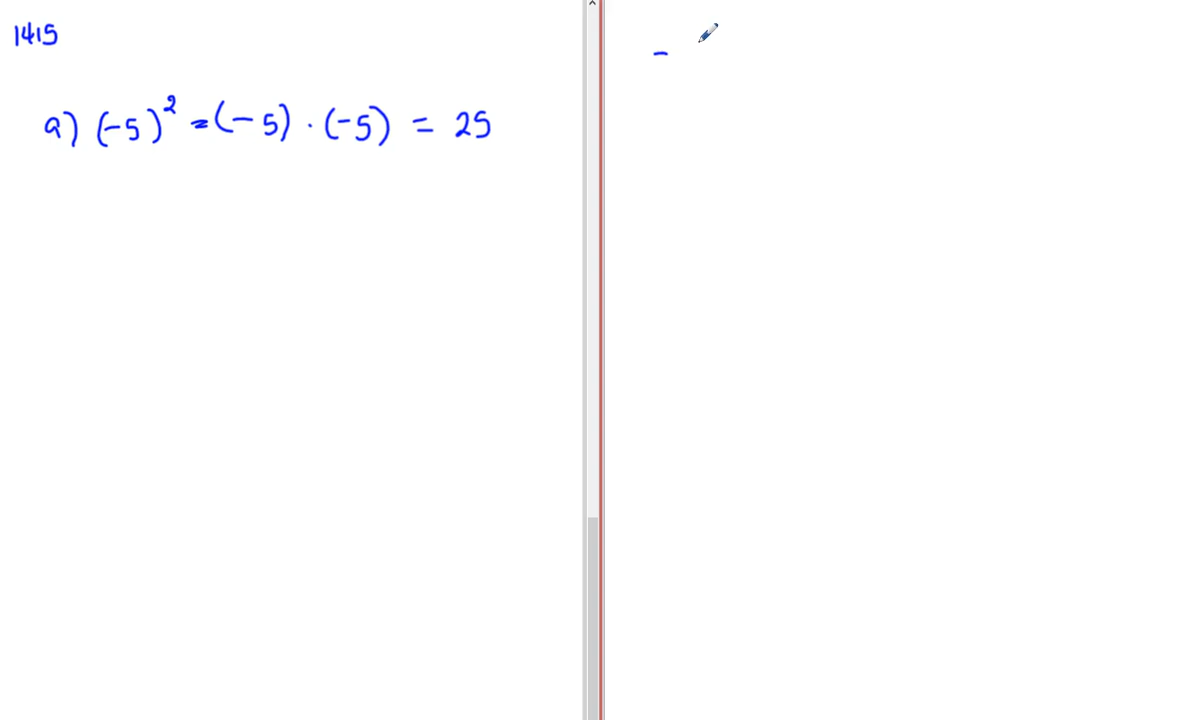 1415
a) (-5)² = (-5) · (-5) = 25
-